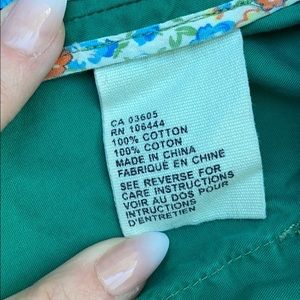 CA 03605
RN 106444
100% COTTON
100% COTON
MADE IN CHINA
FABRIQUÉ EN CHINE
SEE REVERSE FOR
CARE INSTRUCTIONS
VOIR AU DOS POUR
INTRUCTIONS
D'ENTRETIEN